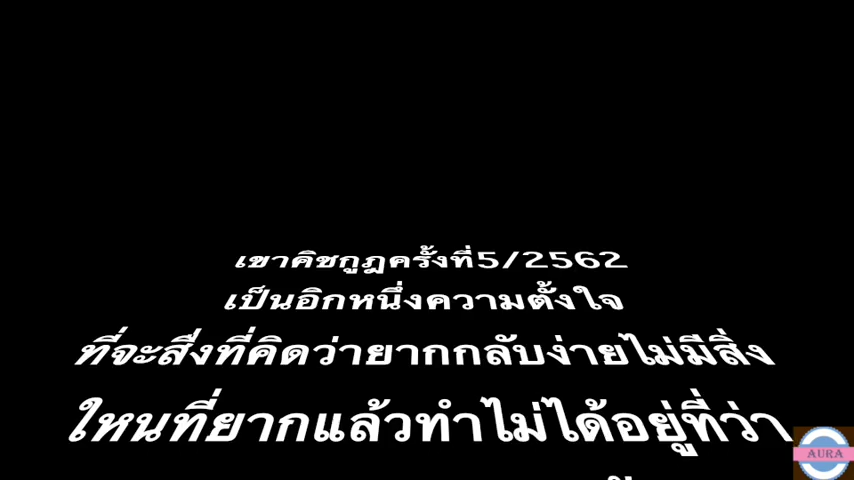 เขาคิชกูฏครั้งที่5/2562
เป็นอีกหนึ่งความตั้งใจ
ที่จะสื่งที่คิดว่ายากกลับง่ายไม่มีสิ่ง
ใหนที่ยากแล้วทำไม่ได้อยู่ที่ว่า
AURA